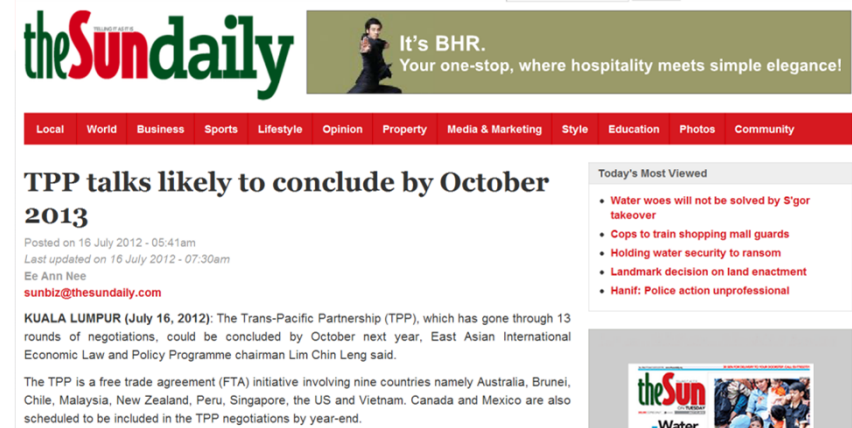 theSundaily
TELLING IT AS IT IS
It's BHR.
Your one-stop, where hospitality meets simple elegance!
Local World Business Sports Lifestyle Opinion Property Media & Marketing Style Education Photos Community
TPP talks likely to conclude by October
2013
Posted on 16 July 2012 - 05:41am
Last updated on 16 July 2012 - 07:30am
Ee Ann Nee
sunbiz@thesundaily.com
KUALA LUMPUR (July 16, 2012): The Trans-Pacific Partnership (TPP), which has gone through 13
rounds of negotiations, could be concluded by October next year, East Asian International
Economic Law and Policy Programme chairman Lim Chin Leng said.
The TPP is a free trade agreement (FTA) initiative involving nine countries namely Australia, Brunei,
Chile, Malaysia, New Zealand, Peru, Singapore, the US and Vietnam. Canada and Mexico are also
scheduled to be included in the TPP negotiations by year-end.
Today's Most Viewed
Water woes will not be solved by S'gor
takeover
Cops to train shopping mall guards
Holding water security to ransom
Landmark decision on land enactment
Hanif: Police action unprofessional
theSun
ON TUESDAY
Water